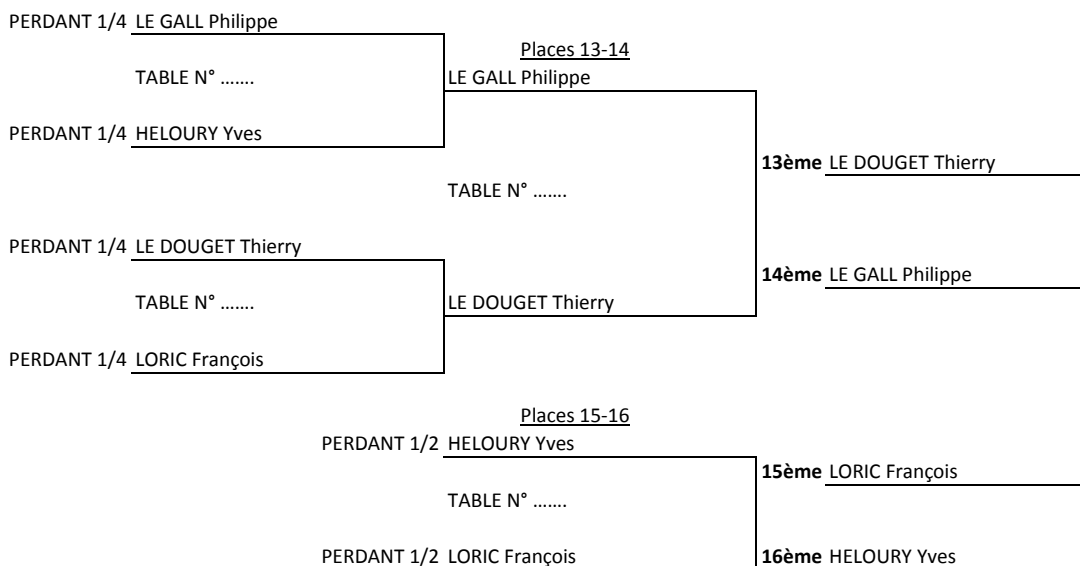 PERDANT 1/4 LE GALL Philippe
Places 13-14
TABLE N° ....... LE GALL Philippe
PERDANT 1/4 HELOURY Yves
13ème LE DOUGET Thierry
TABLE N° .......
PERDANT 1/4 LE DOUGET Thierry
14ème LE GALL Philippe
TABLE N° ....... LE DOUGET Thierry
PERDANT 1/4 LORIC François
Places 15-16
PERDANT 1/2 HELOURY Yves
15ème LORIC François
TABLE N° .......
PERDANT 1/2 LORIC François 16ème HELOURY Yves